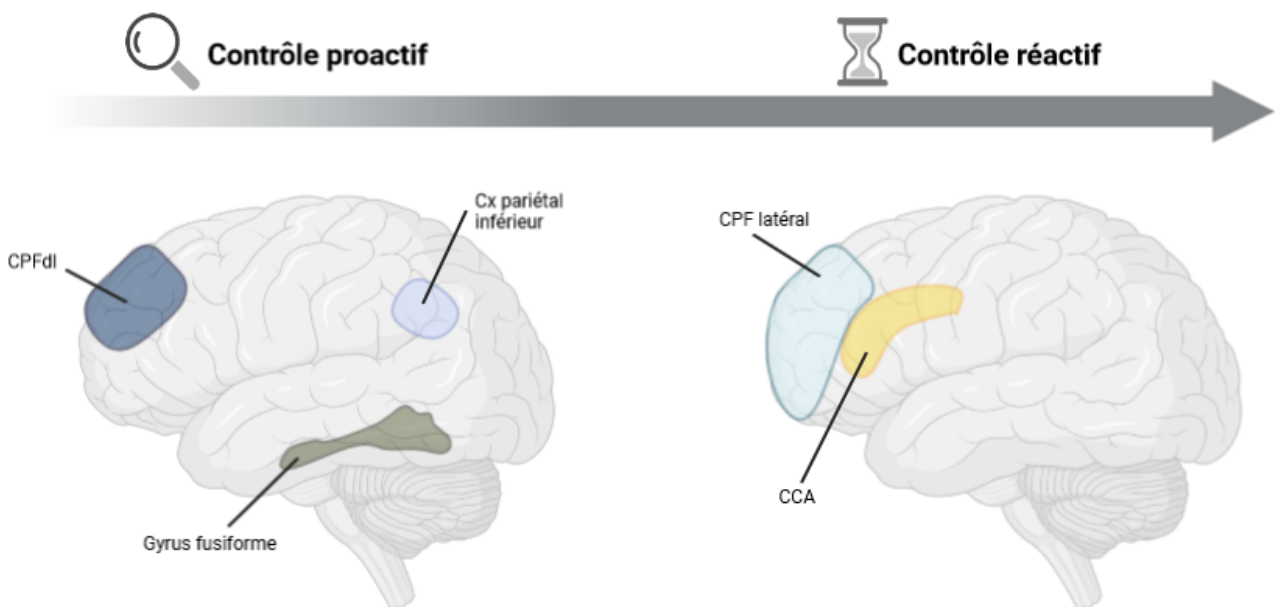 Contrôle proactif
Contrôle réactif
Cx pariétal
inférieur
CPFdl
Gyrus fusiforme
CPF latéral
CCA